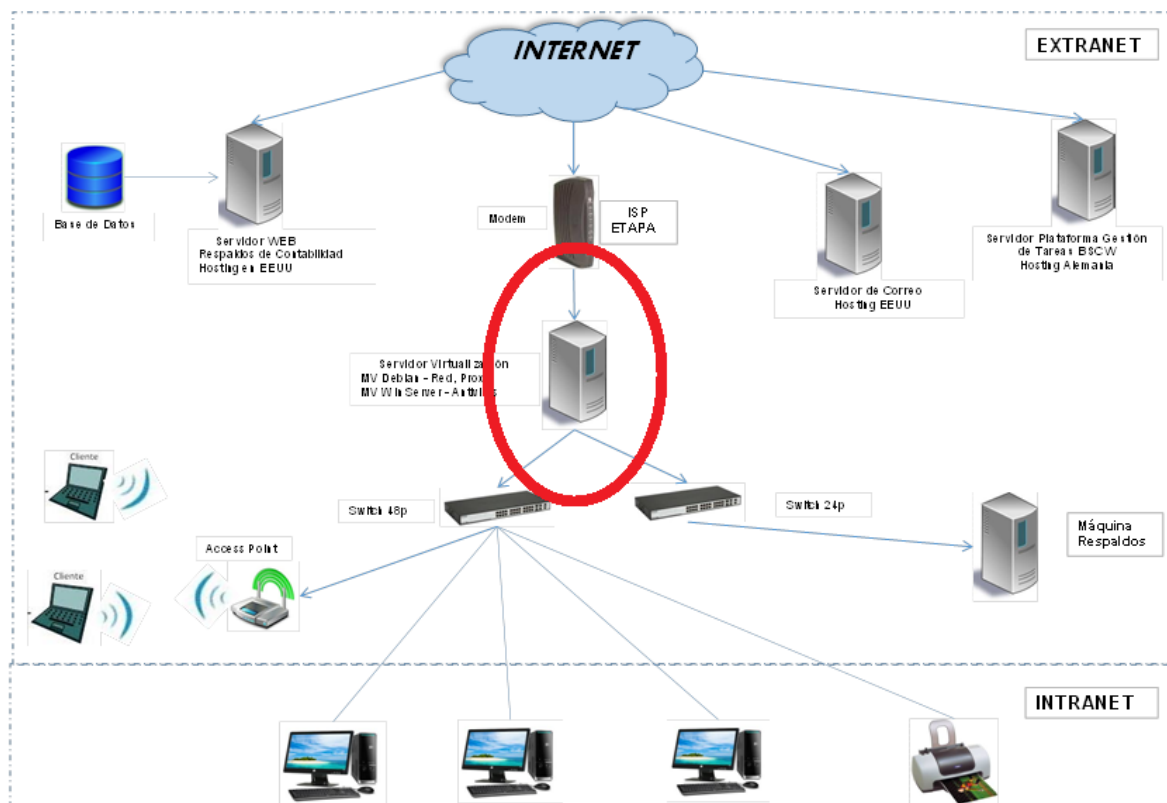 INTERNET
EXTRANET
Base de Datos
Servidor WEB
Respaldos de Contabilidad
Hosting en EEUU
Modem
ISP
ETAPA
Servidor de Correo
Hosting EEUU
Servidor Plataforma Gestión
de Tareas BSCW
Hosting Alemania
Servidor Virtualización
MV Debian - Red,
MV Win Server -
Cliente
Switch 48p
Switch 24p
Máquina
Respaldos
Access Point
Cliente
INTRANET